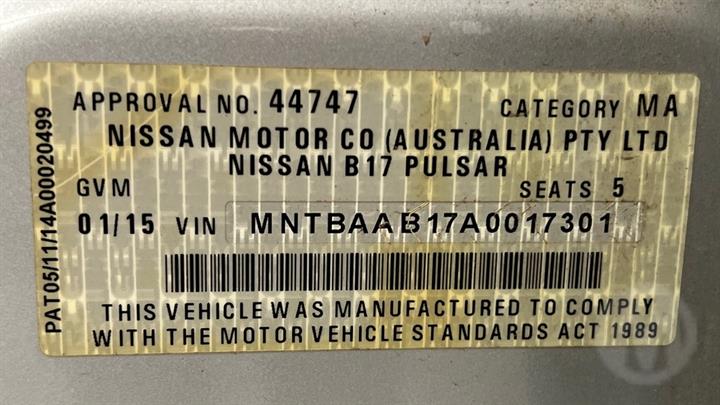 APPROVAL NO. 44747 CATEGORY MA
NISSAN MOTOR CO (AUSTRALIA) PTY LTD
NISSAN B17 PULSAR
GVM SEATS 5
01/15 VIN MNTBAAB17A0017301
THIS VEHICLE WAS MANUFACTURED TO COMPLY
WITH THE MOTOR VEHICLE STANDARDS ACT 1989
PAT05/11/14A00020499